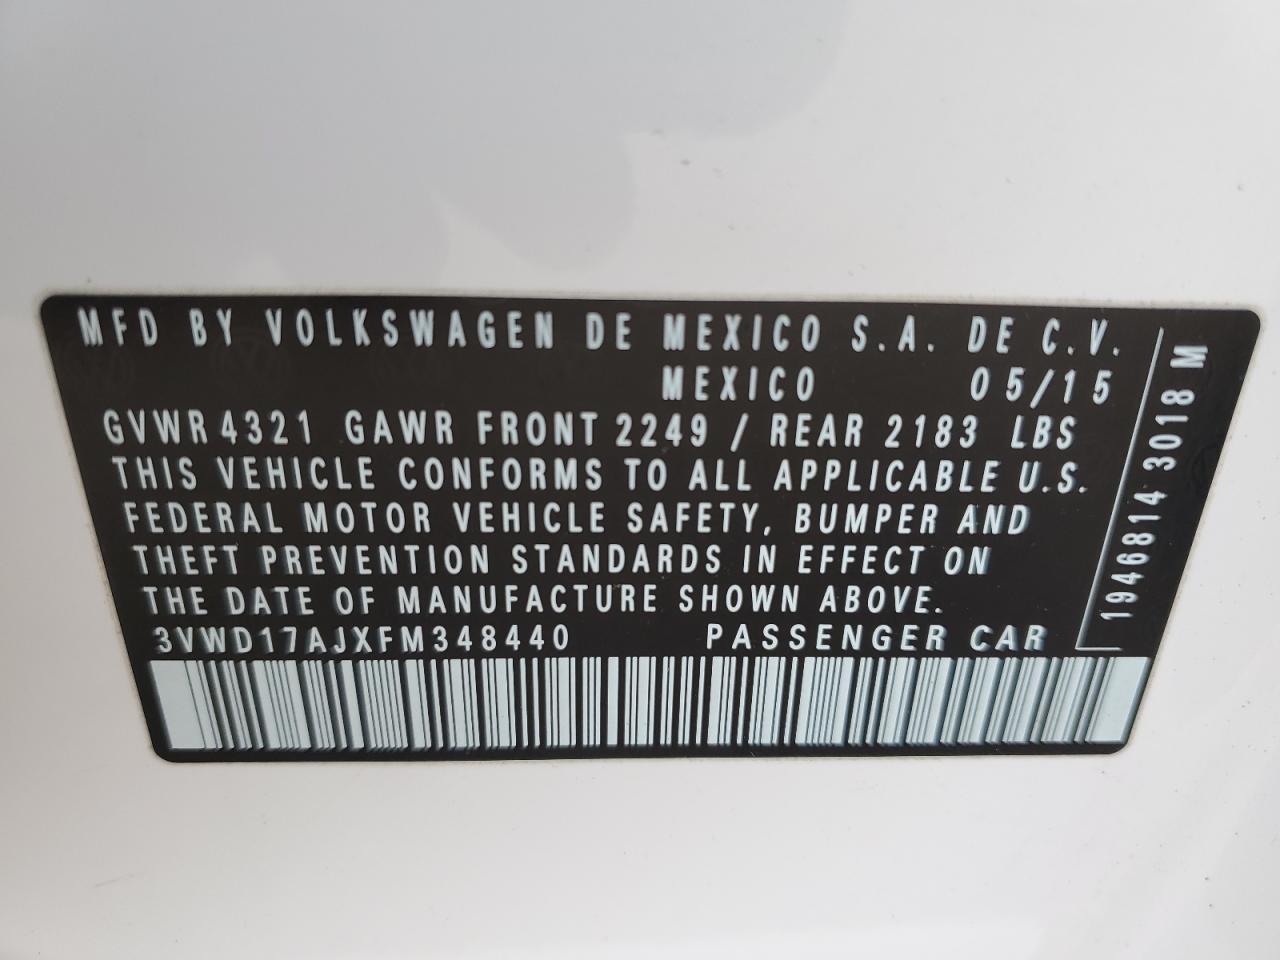 MFD BY VOLKSWAGEN DE MEXICO S.A. DE C.V.
MEXICO 05/15
GVWR 4321 GAWR FRONT 2249 / REAR 2183 LBS
THIS VEHICLE CONFORMS TO ALL APPLICABLE U.S.
FEDERAL MOTOR VEHICLE SAFETY, BUMPER AND
THEFT PREVENTION STANDARDS IN EFFECT ON
THE DATE OF MANUFACTURE SHOWN ABOVE.
3VWD17AJXFM348440 PASSENGER CAR
1946814 3018 M